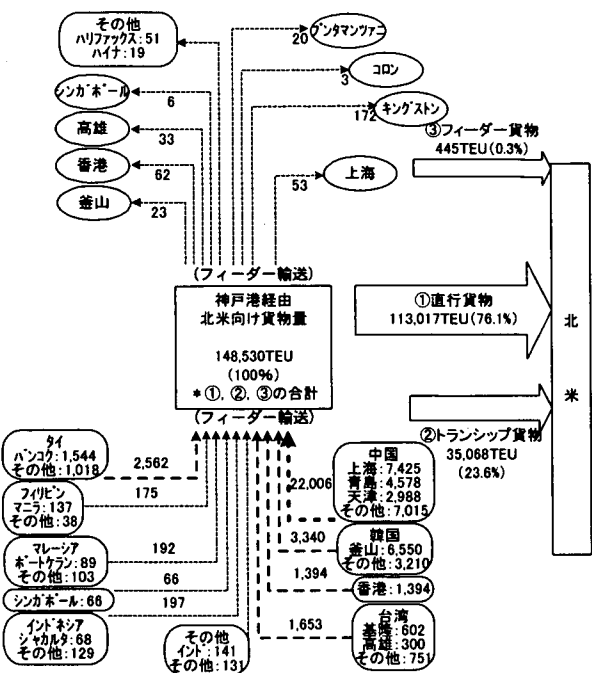 その他
ハリファックス:51
ハイナ:19
プンタマンツァニ
20
コロン
3
シンガポール
6
キングストン
172
高雄
33
③フィーダー貨物
445TEU(0.3%)
香港
62
上海
53
釜山
23
(フィーダー輸送)
神戸港経由
北米向け貨物量
148,530TEU
(100%)
*①,②,③の合計
(フィーダー輸送)
①直行貨物
113,017TEU(76.1%)
北
米
②トランシップ貨物
35,068TEU
(23.6%)
タイ
バンコク:1,544
その他:1,018
2,562
フィリピン
マニラ:137
その他:38
175
マレーシア
ポートケラン:89
その他:103
192
シンガポール:66
66
インドネシア
ジャカルタ:68
その他:129
197
その他
インド:141
その他:131
中国
上海:7,425
青島:4,578
天津:2,988
その他:7,015
22,006
韓国
釜山:6,550
その他:3,210
3,340
香港:1,394
1,394
台湾
基隆:602
高雄:300
その他:751
1,653